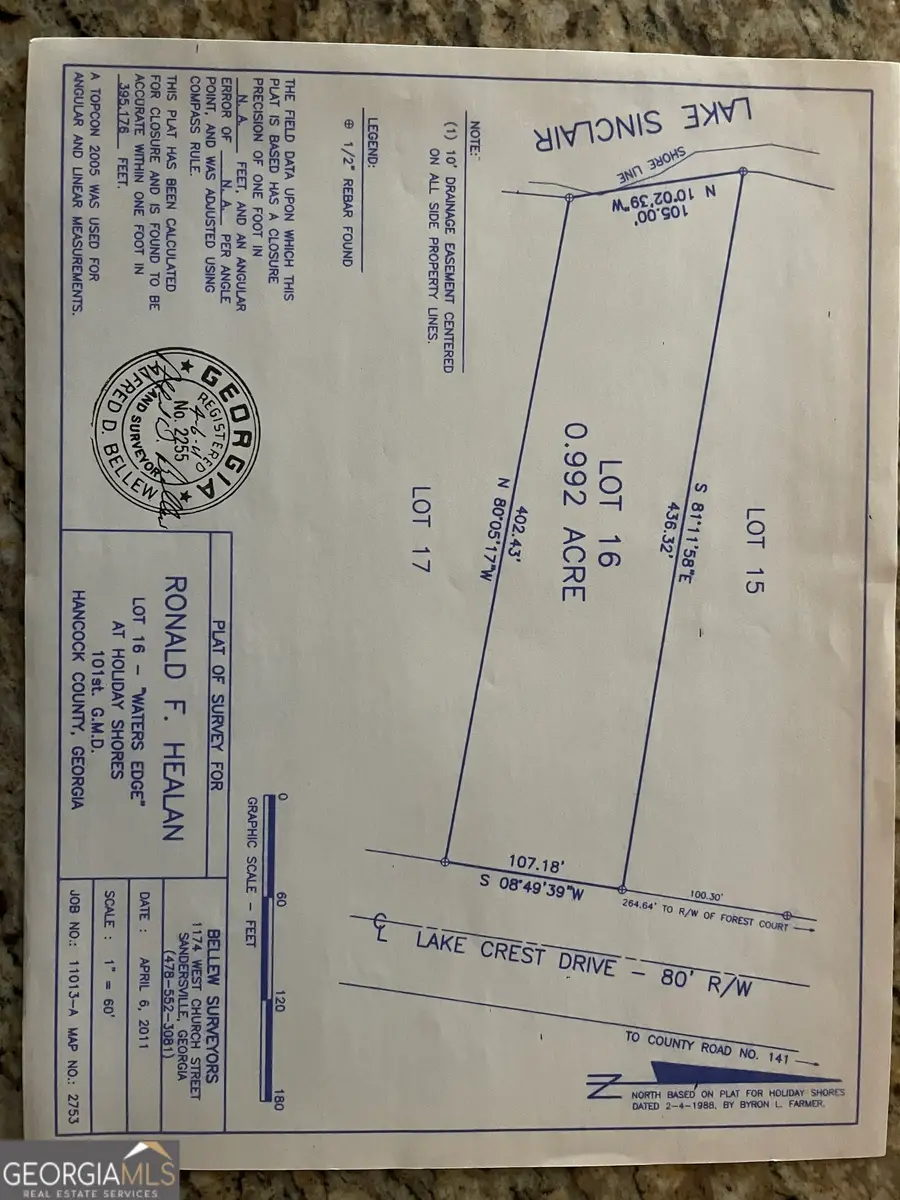 LAKE SINCLAIR
SHORE LINE
N 10°02'39"W
105.00'
NOTE:
(1) 10' DRAINAGE EASEMENT CENTERED
ON ALL SIDE PROPERTY LINES.
LEGEND:
⊕ 1/2" REBAR FOUND
THE FIELD DATA UPON WHICH THIS
PLAT IS BASED HAS A CLOSURE
PRECISION OF ONE FOOT IN
N. A. FEET, AND AN ANGULAR
ERROR OF N. A. PER ANGLE
POINT, AND WAS ADJUSTED USING
COMPASS RULE.
THIS PLAT HAS BEEN CALCULATED
FOR CLOSURE AND IS FOUND TO BE
ACCURATE WITHIN ONE FOOT IN
395,176 FEET.
A TOPCON 2005 WAS USED FOR
ANGULAR AND LINEAR MEASUREMENTS.
LOT 15
S 81°11'58"E
436.32'
LOT 16
0.992 ACRE
402.43'
N 80°05'17"W
LOT 17
GEORGIA
REGISTERED
No. 2255
LAND SURVEYOR
ALFRED D. BELLEW
107.18'
S 08°49'39"W
100.30'
264.64' TO R/W OF FOREST COURT
CL LAKE CREST DRIVE - 80' R/W
TO COUNTY ROAD NO. 141
N
NORTH BASED ON PLAT FOR HOLIDAY SHORES
DATED 2-4-1988, BY BYRON L. FARMER.
0 60 120 180
GRAPHIC SCALE - FEET
PLAT OF SURVEY FOR
RONALD F. HEALAN
LOT 16 - "WATERS EDGE"
AT HOLIDAY SHORES
101st. G.M.D.
HANCOCK COUNTY, GEORGIA
BELLEW SURVEYORS
1174 WEST CHURCH STREET
SANDERSVILLE, GEORGIA
(478-552-3081)
DATE : APRIL 6, 2011
SCALE : 1" = 60'
JOB NO.: 11013-A MAP NO.: 2753
GEORGIAMLS
REAL ESTATE SERVICES